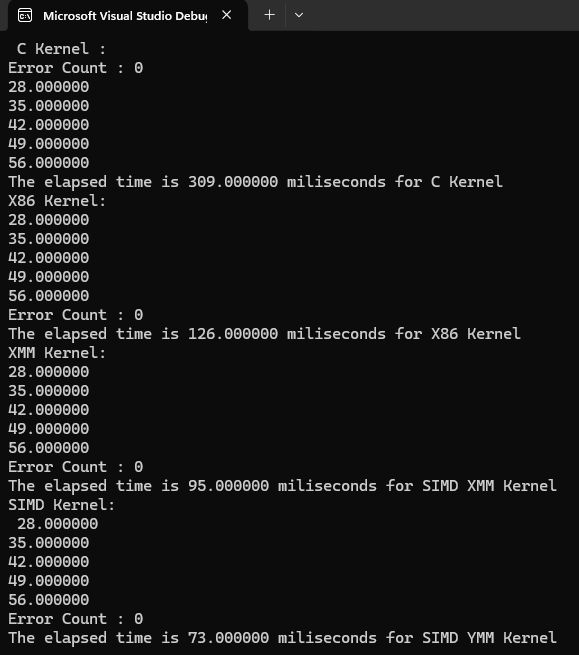 Microsoft Visual Studio Debu
C Kernel :
Error Count : 0
28.000000
35.000000
42.000000
49.000000
56.000000
The elapsed time is 309.000000 miliseconds for C Kernel
X86 Kernel:
28.000000
35.000000
42.000000
49.000000
56.000000
Error Count : 0
The elapsed time is 126.000000 miliseconds for X86 Kernel
XMM Kernel:
28.000000
35.000000
42.000000
49.000000
56.000000
Error Count : 0
The elapsed time is 95.000000 miliseconds for SIMD XMM Kernel
SIMD Kernel:
28.000000
35.000000
42.000000
49.000000
56.000000
Error Count : 0
The elapsed time is 73.000000 miliseconds for SIMD YMM Kernel